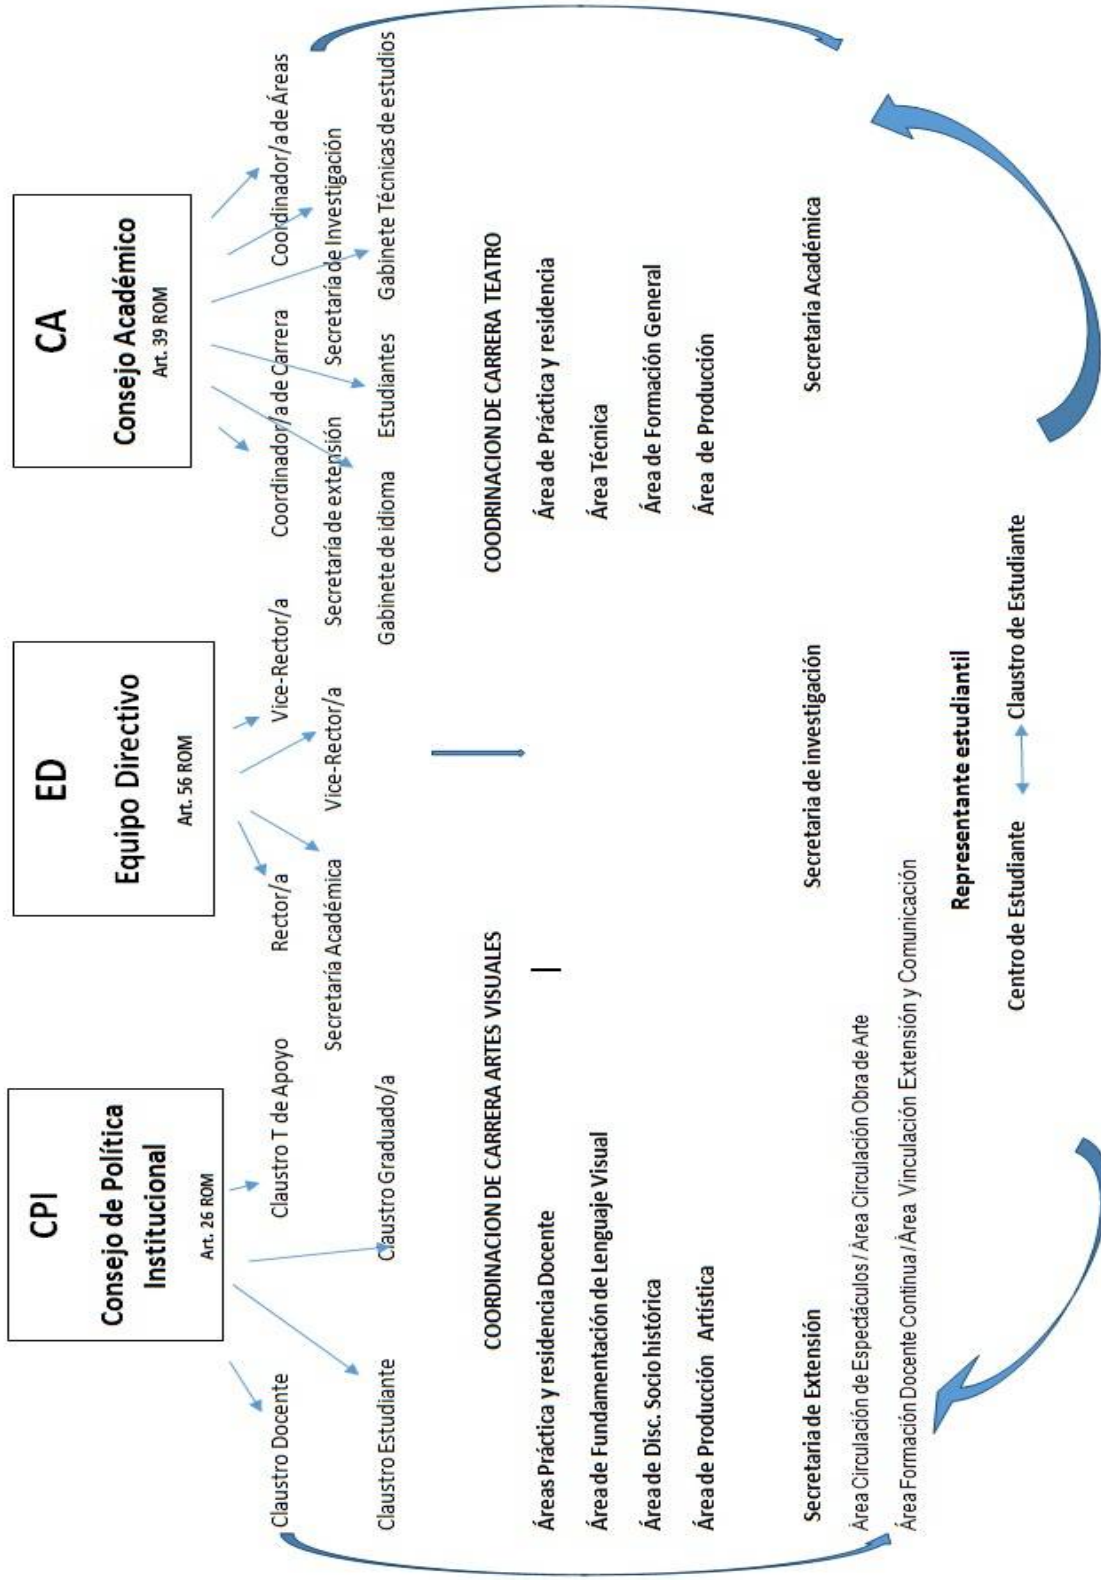 CPI
Consejo de Política
Institucional
Art. 26 ROM
ED
Equipo Directivo
Art. 56 ROM
CA
Consejo Académico
Art. 39 ROM
Claustro Docente
Claustro T de Apoyo
Claustro Estudiante
Claustro Graduado/a
Rector/a
Vice-Rector/a
Secretaría Académica
Vice-Rector/a
Coordinador/a de Carrera
Coordinador/a de Áreas
Secretaría de extensión
Secretaría de Investigación
Gabinete de idioma
Estudiantes
Gabinete Técnicas de estudios
COORDINACION DE CARRERA ARTES VISUALES
Áreas Práctica y residencia Docente
Área de Fundamentación de Lenguaje Visual
Área de Disc. Socio histórica
Área de Producción Artística
COODRINACION DE CARRERA TEATRO
Área de Práctica y residencia
Área Técnica
Área de Formación General
Área de Producción
Secretaria de Extensión
Secretaria de investigación
Secretaria Académica
Área Circulación de Espectáculos / Área Circulación Obra de Arte
Área Formación Docente Continua / Área Vinculación Extensión y Comunicación
Representante estudiantil
Centro de Estudiante
Claustro de Estudiante